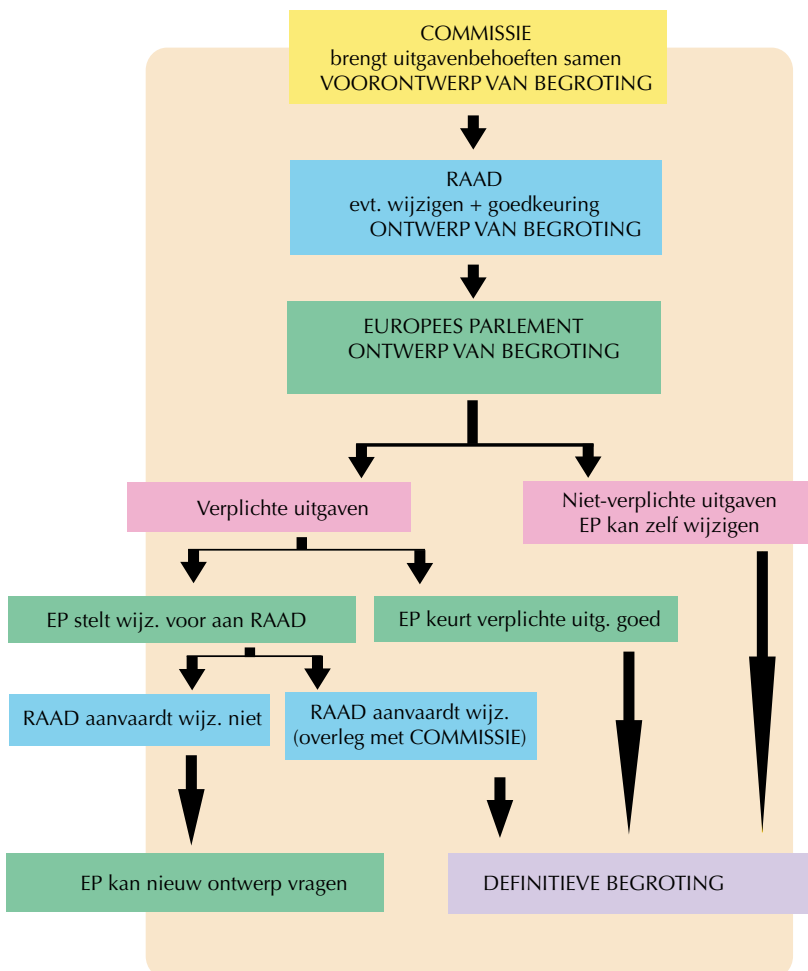 COMMISSIE
brengt uitgavenbehoeften samen
VOORONTWERP VAN BEGROTING
RAAD
evt. wijzigen + goedkeuring
ONTWERP VAN BEGROTING
EUROPEES PARLEMENT
ONTWERP VAN BEGROTING
Verplichte uitgaven
Niet-verplichte uitgaven
EP kan zelf wijzigen
EP stelt wijz. voor aan RAAD
EP keurt verplichte uitg. goed
RAAD aanvaardt wijz. niet
RAAD aanvaardt wijz.
(overleg met COMMISSIE)
EP kan nieuw ontwerp vragen
DEFINITIEVE BEGROTING